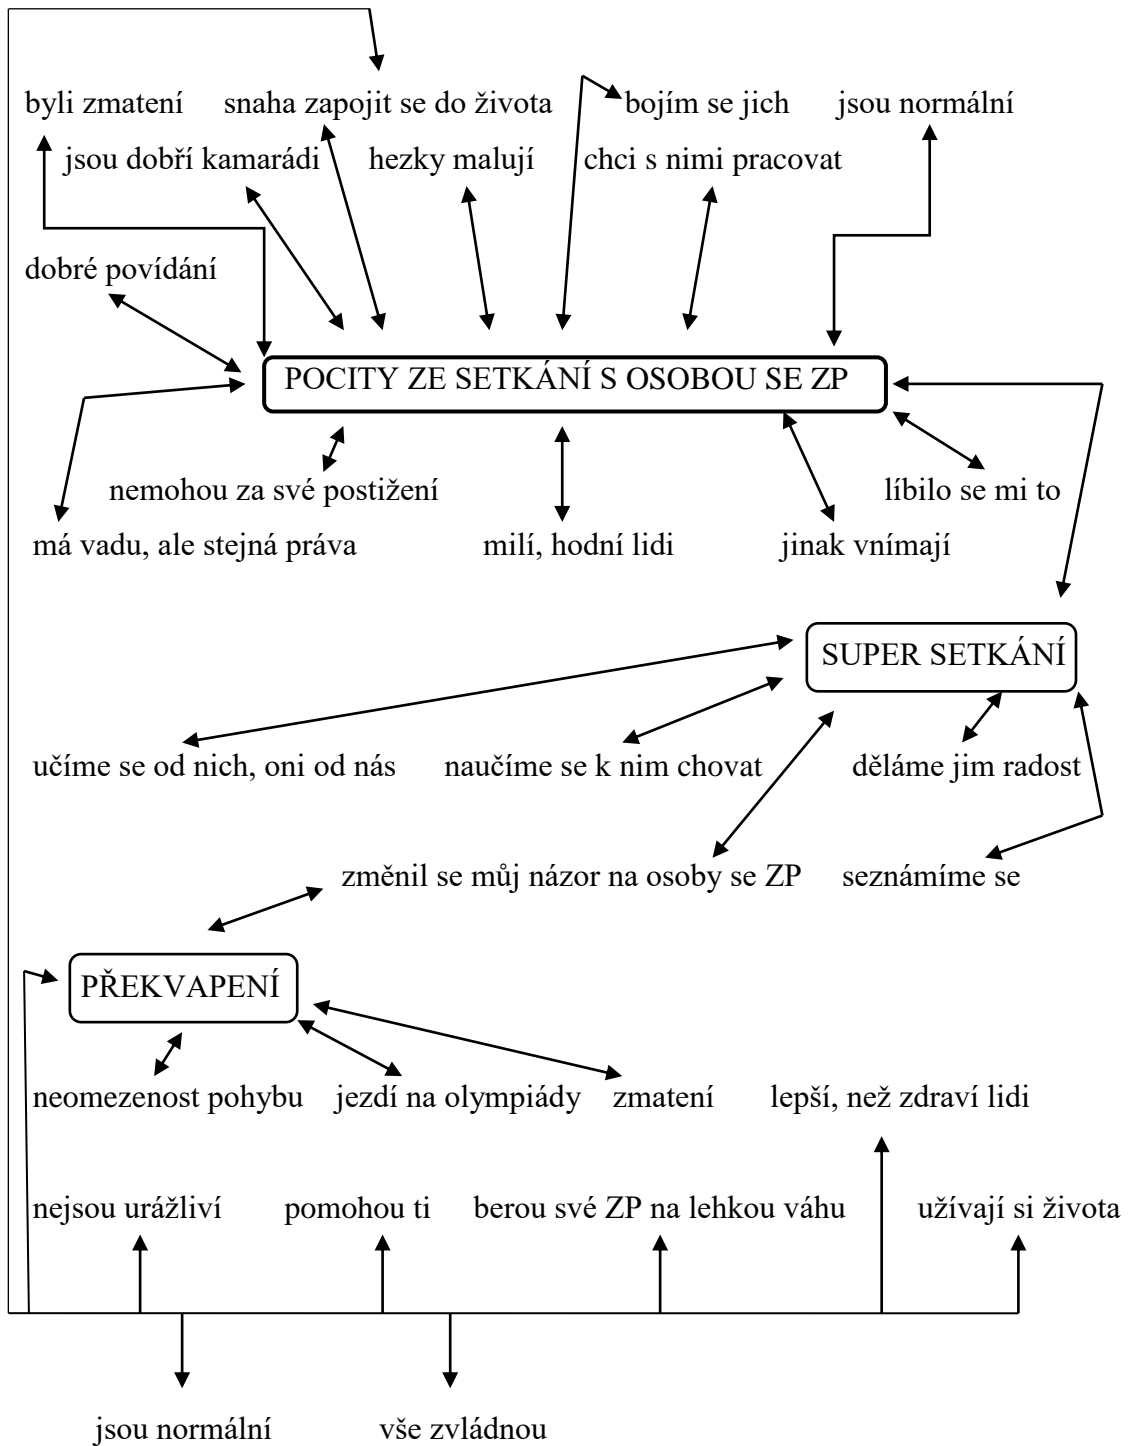 byli zmatení snaha zapojit se do života bojím se jich jsou normální
jsou dobří kamarádi hezky malují chci s nimi pracovat
dobré povídání
POCITY ZE SETKÁNÍ S OSOBOU SE ZP
nemohou za své postižení líbilo se mi to
má vadu, ale stejná práva milí, hodní lidi jinak vnímají
SUPER SETKÁNÍ
učíme se od nich, oni od nás naučíme se k nim chovat děláme jim radost
změnil se můj názor na osoby se ZP seznámíme se
PŘEKVAPENÍ
neomezenost pohybu jezdí na olympiády zmatení lepší, než zdraví lidi
nejsou urážliví pomohou ti berou své ZP na lehkou váhu užívají si života
jsou normální vše zvládnou